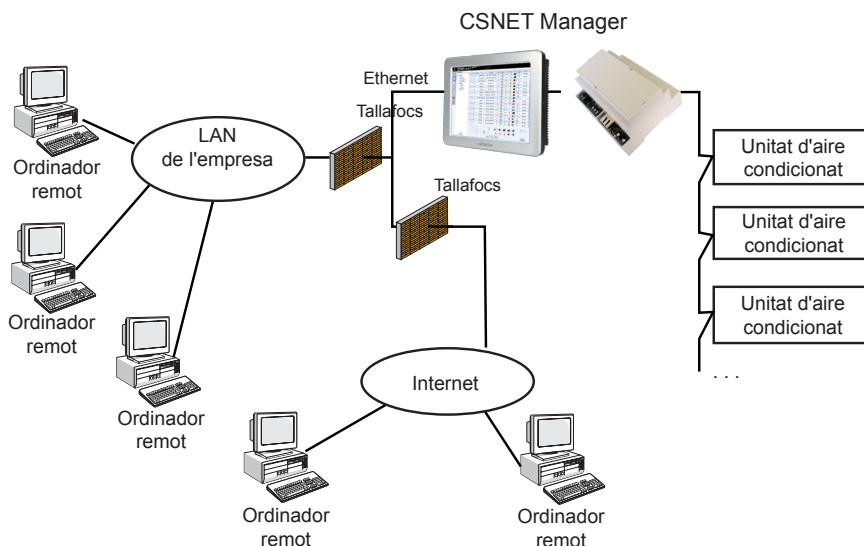 CSNET Manager
Ethernet
Tallafocs
LAN
de l'empresa
Ordinador
remot
Tallafocs
Unitat d'aire
condicionat
Unitat d'aire
condicionat
Unitat d'aire
condicionat
. . .
Ordinador
remot
Ordinador
remot
Internet
Ordinador
remot
Ordinador
remot